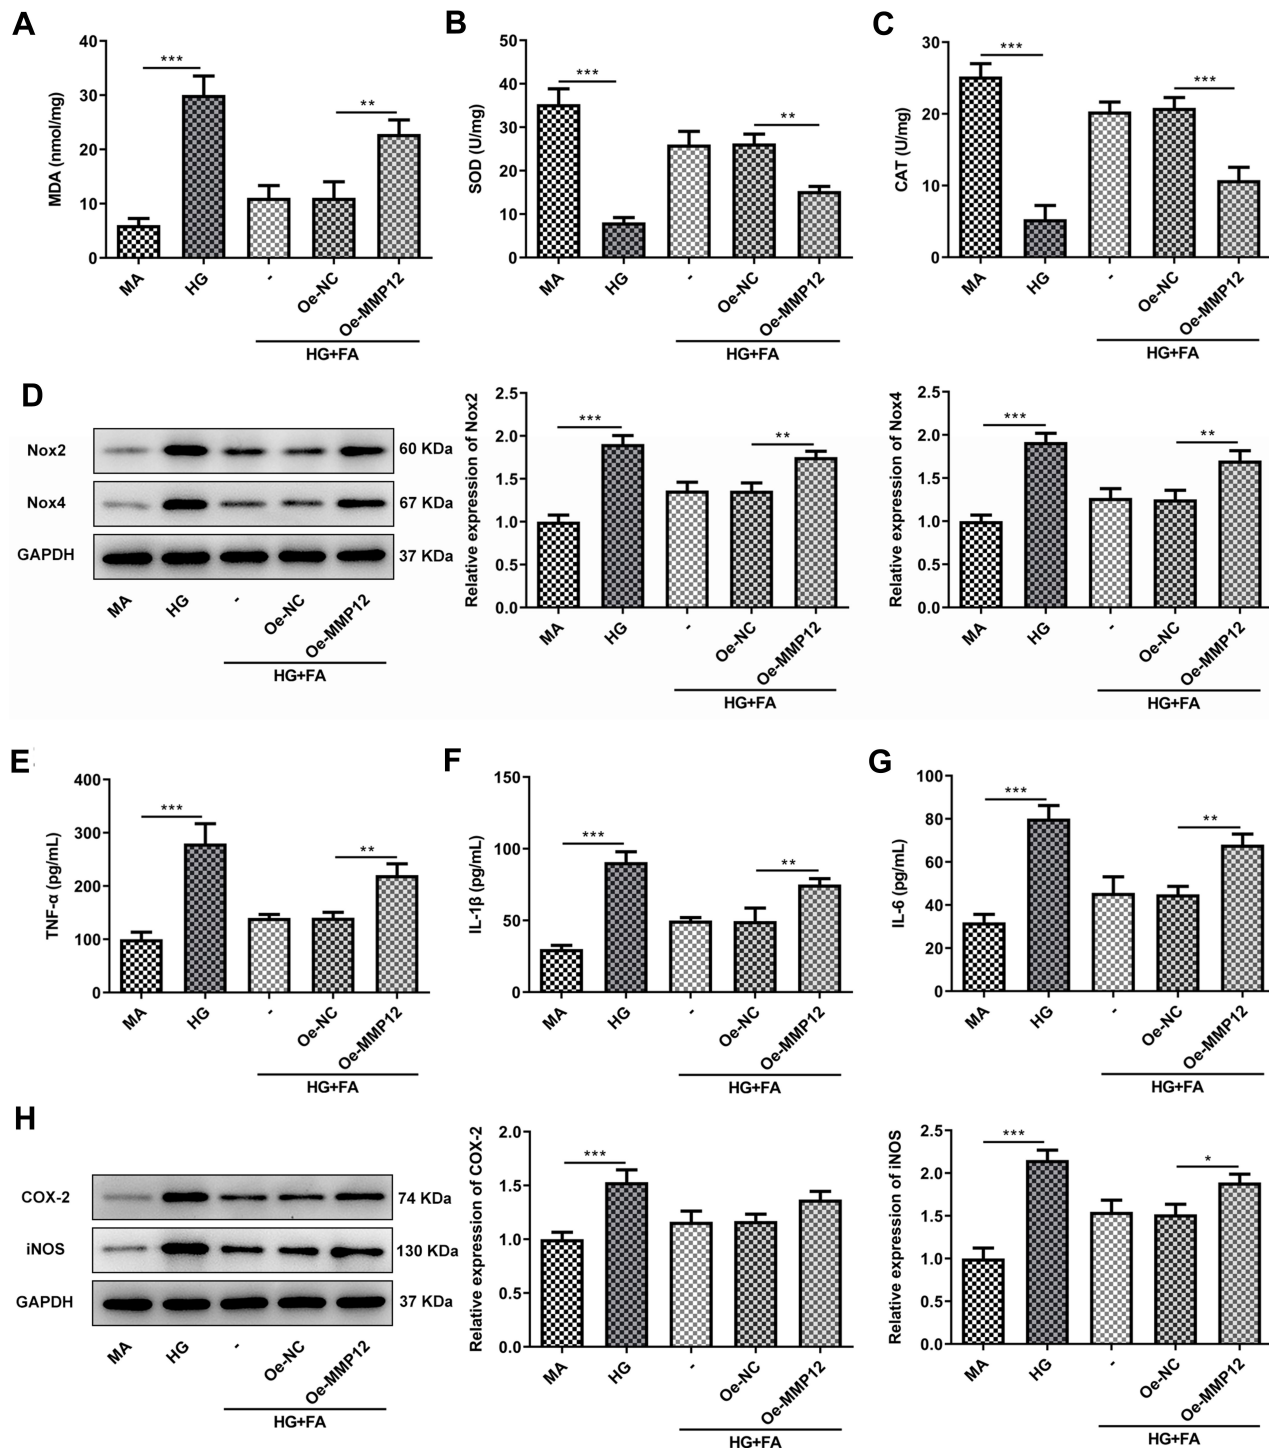 A
MDA (nmol/mg)
40
30
20
10
0
***
**
MA
HG
-
Oe-NC
Oe-MMP12
HG+FA
B
SOD (U/mg)
50
40
30
20
10
0
***
**
MA
HG
-
Oe-NC
Oe-MMP12
HG+FA
C
CAT (U/mg)
30
20
10
0
***
***
MA
HG
-
Oe-NC
Oe-MMP12
HG+FA
D
Nox2
60 KDa
Nox4
67 KDa
GAPDH
37 KDa
MA
HG
-
Oe-NC
Oe-MMP12
HG+FA
Relative expression of Nox2
2.5
2.0
1.5
1.0
0.5
0.0
***
**
MA
HG
-
Oe-NC
Oe-MMP12
HG+FA
Relative expression of Nox4
2.5
2.0
1.5
1.0
0.5
0.0
***
**
MA
HG
-
Oe-NC
Oe-MMP12
HG+FA
E
TNF-α (pg/mL)
400
300
200
100
0
***
**
MA
HG
-
Oe-NC
Oe-MMP12
HG+FA
F
IL-1β (pg/mL)
150
100
50
0
***
**
MA
HG
-
Oe-NC
Oe-MMP12
HG+FA
G
IL-6 (pg/mL)
100
80
60
40
20
0
***
**
MA
HG
-
Oe-NC
Oe-MMP12
HG+FA
H
COX-2
74 KDa
iNOS
130 KDa
GAPDH
37 KDa
MA
HG
-
Oe-NC
Oe-MMP12
HG+FA
Relative expression of COX-2
2.0
1.5
1.0
0.5
0.0
***
MA
HG
-
Oe-NC
Oe-MMP12
HG+FA
Relative expression of iNOS
2.5
2.0
1.5
1.0
0.5
0.0
***
*
MA
HG
-
Oe-NC
Oe-MMP12
HG+FA